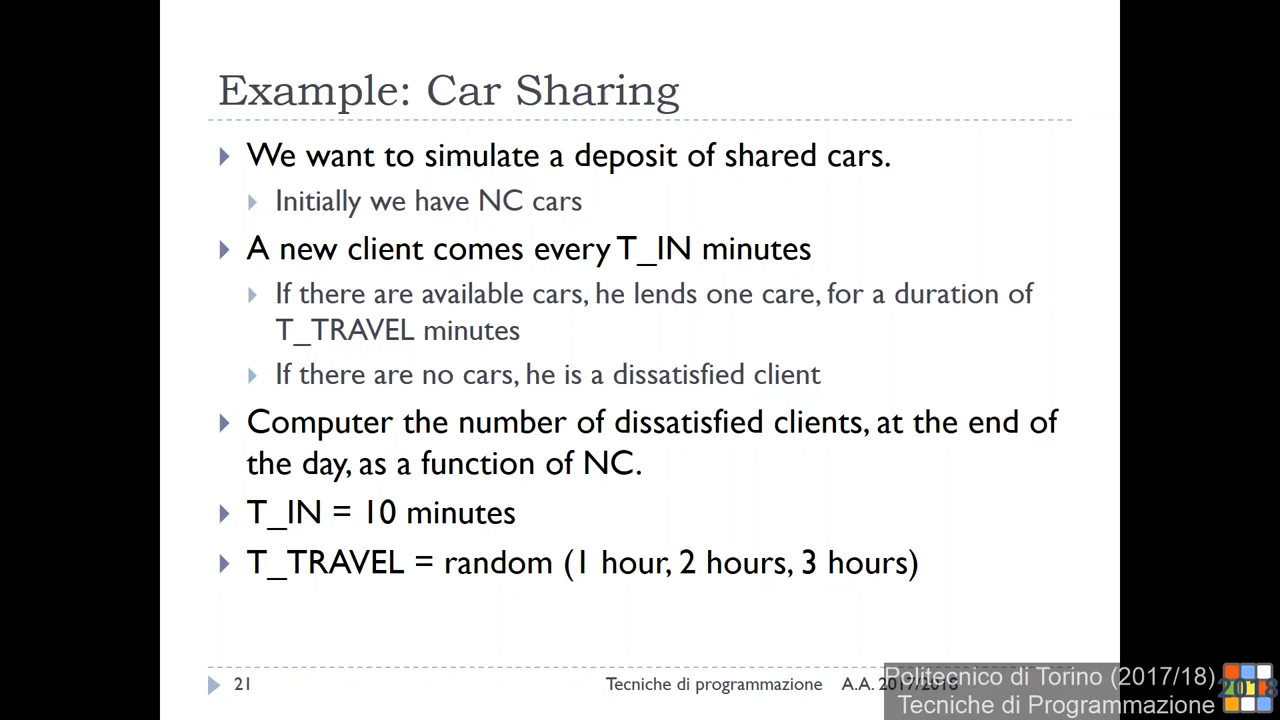 Example: Car Sharing
We want to simulate a deposit of shared cars.
Initially we have NC cars
A new client comes every T_IN minutes
If there are available cars, he lends one care, for a duration of
T_TRAVEL minutes
If there are no cars, he is a dissatisfied client
Computer the number of dissatisfied clients, at the end of
the day, as a function of NC.
T_IN = 10 minutes
T_TRAVEL = random (1 hour, 2 hours, 3 hours)
21
Tecniche di programmazione A.A. 2017/2018
Politecnico di Torino (2017/18)
Tecniche di Programmazione
2018